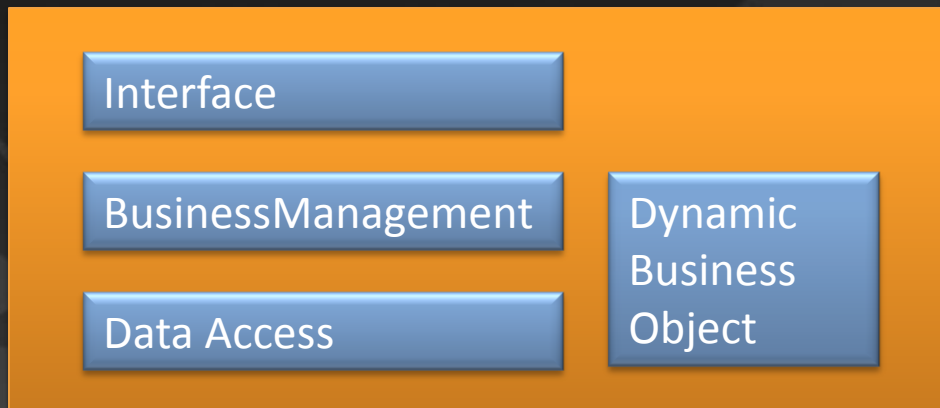 Interface
BusinessManagement
Data Access
Dynamic
Business
Object